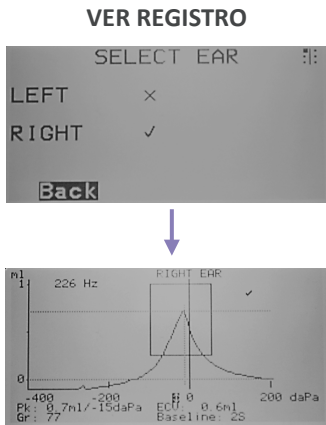 VER REGISTRO
SELECT EAR
LEFT ×
RIGHT ✓
Back
ml RIGHT EAR
1 226 Hz ✓
0
-400 -200 0 200 daPa
Pk: 0.7ml/-15daPa ECV: 0.6ml
Gr: 77 Baseline: 2S